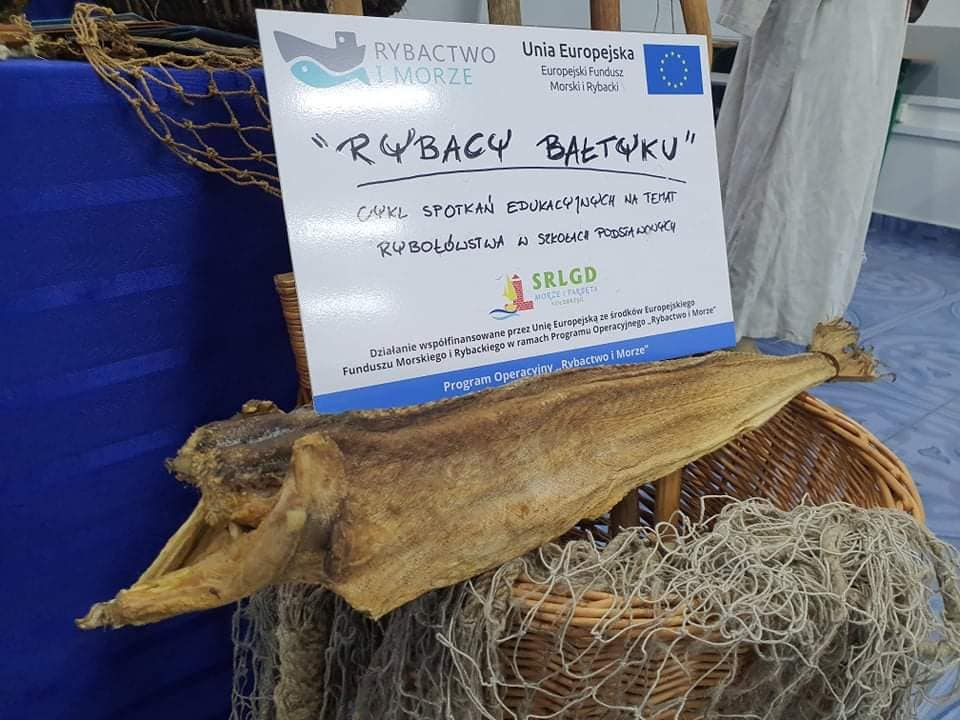 RYBACTWO
I MORZE
Unia Europejska
Europejski Fundusz
Morski i Rybacki
"RYBACY BAŁTYKU"
CYKL SPOTKAŃ EDUKACYJNYCH NA TEMAT
RYBOŁÓWSTWA W SZKOŁACH PODSTAWOWYCH
SRLGD
MORZE I PARSĘTA
KOŁOBRZEG
Działanie współfinansowane przez Unię Europejską ze środków Europejskiego
Funduszu Morskiego i Rybackiego w ramach Programu Operacyjnego „Rybactwo i Morze"
Program Operacyjny „Rybactwo i Morze"